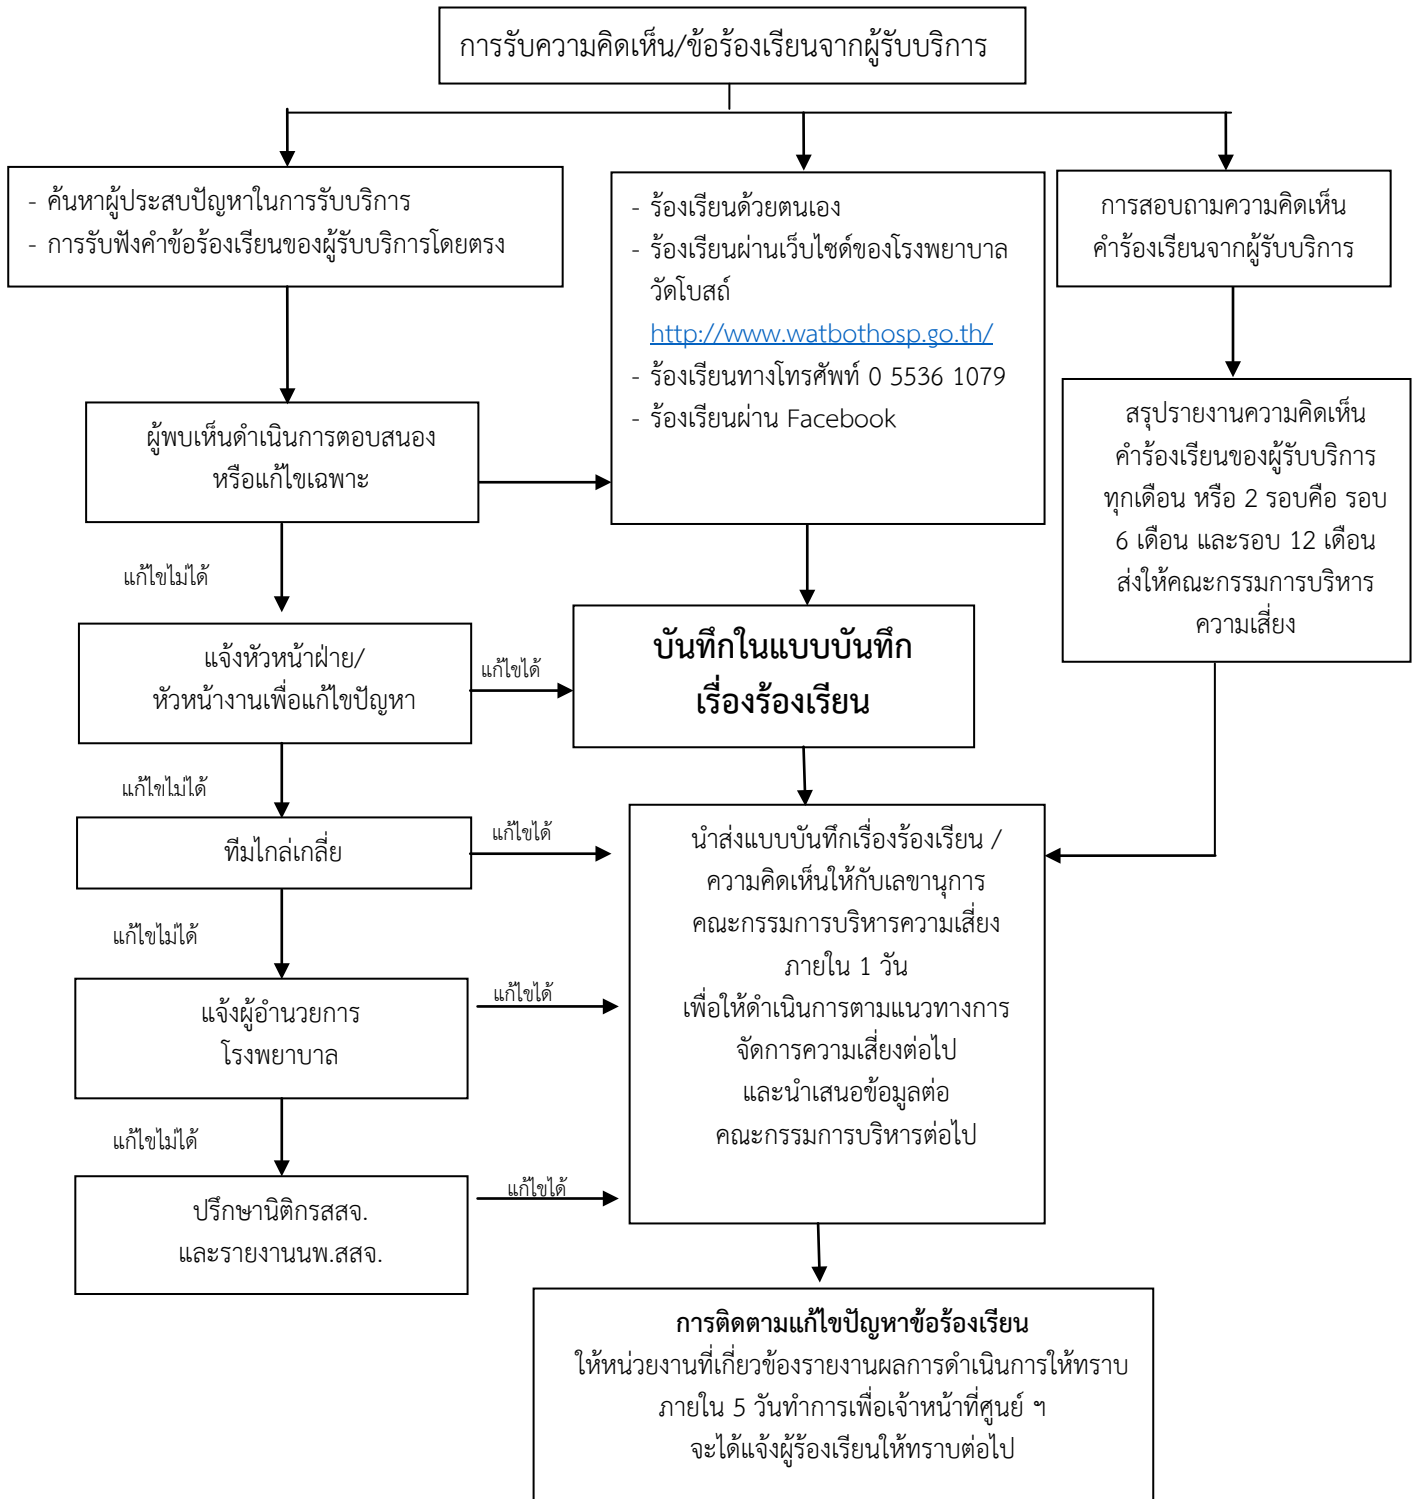 การรับความคิดเห็น/ข้อร้องเรียนจากผู้รับบริการ
- ค้นหาผู้ประสบปัญหาในการรับบริการ
- การรับฟังคำข้อร้องเรียนของผู้รับบริการโดยตรง
- ร้องเรียนด้วยตนเอง
- ร้องเรียนผ่านเว็บไซด์ของโรงพยาบาล
วัดโบสถ์
http://www.watbothosp.go.th/
- ร้องเรียนทางโทรศัพท์ 0 5536 1079
- ร้องเรียนผ่าน Facebook
การสอบถามความคิดเห็น
คำร้องเรียนจากผู้รับบริการ
ผู้พบเห็นดำเนินการตอบสนอง
หรือแก้ไขเฉพาะ
สรุปรายงานความคิดเห็น
คำร้องเรียนของผู้รับบริการ
ทุกเดือน หรือ 2 รอบคือ รอบ
6 เดือน และรอบ 12 เดือน
ส่งให้คณะกรรมการบริหาร
ความเสี่ยง
แก้ไขไม่ได้
แจ้งหัวหน้าฝ่าย/
หัวหน้างานเพื่อแก้ไขปัญหา
แก้ไขได้
บันทึกในแบบบันทึก
เรื่องร้องเรียน
แก้ไขไม่ได้
ทีมไกล่เกลี่ย
แก้ไขได้
นำส่งแบบบันทึกเรื่องร้องเรียน /
ความคิดเห็นให้กับเลขานุการ
คณะกรรมการบริหารความเสี่ยง
ภายใน 1 วัน
เพื่อให้ดำเนินการตามแนวทางการ
จัดการความเสี่ยงต่อไป
และนำเสนอข้อมูลต่อ
คณะกรรมการบริหารต่อไป
แก้ไขไม่ได้
แจ้งผู้อำนวยการ
โรงพยาบาล
แก้ไขได้
แก้ไขไม่ได้
ปรึกษานิติกรสสจ.
และรายงานนพ.สสจ.
แก้ไขได้
การติดตามแก้ไขปัญหาข้อร้องเรียน
ให้หน่วยงานที่เกี่ยวข้องรายงานผลการดำเนินการให้ทราบ
ภายใน 5 วันทำการเพื่อเจ้าหน้าที่ศูนย์ ฯ
จะได้แจ้งผู้ร้องเรียนให้ทราบต่อไป